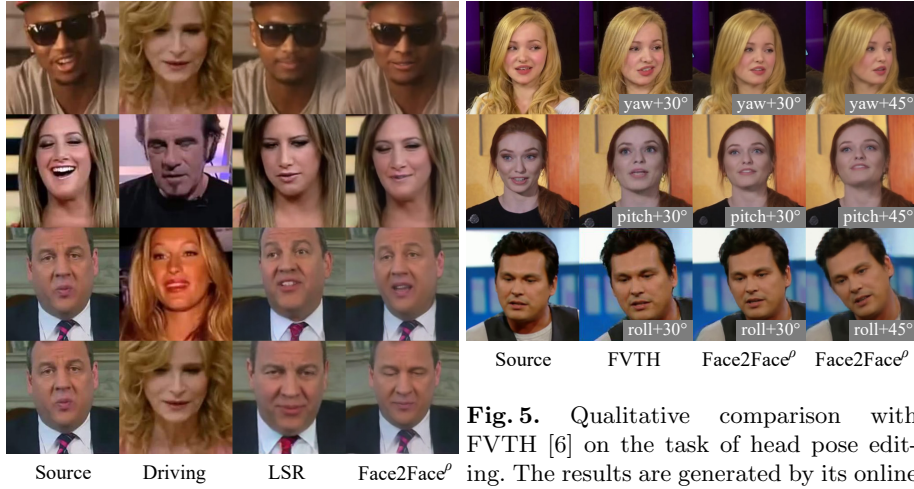 Source Driving LSR Face2Face^ρ
yaw+30° yaw+30° yaw+45°
pitch+30° pitch+30° pitch+45°
roll+30° roll+30° roll+45°
Source FVTH Face2Face^ρ Face2Face^ρ
Fig. 5. Qualitative comparison with
FVTH [6] on the task of head pose edit-
ing. The results are generated by its online